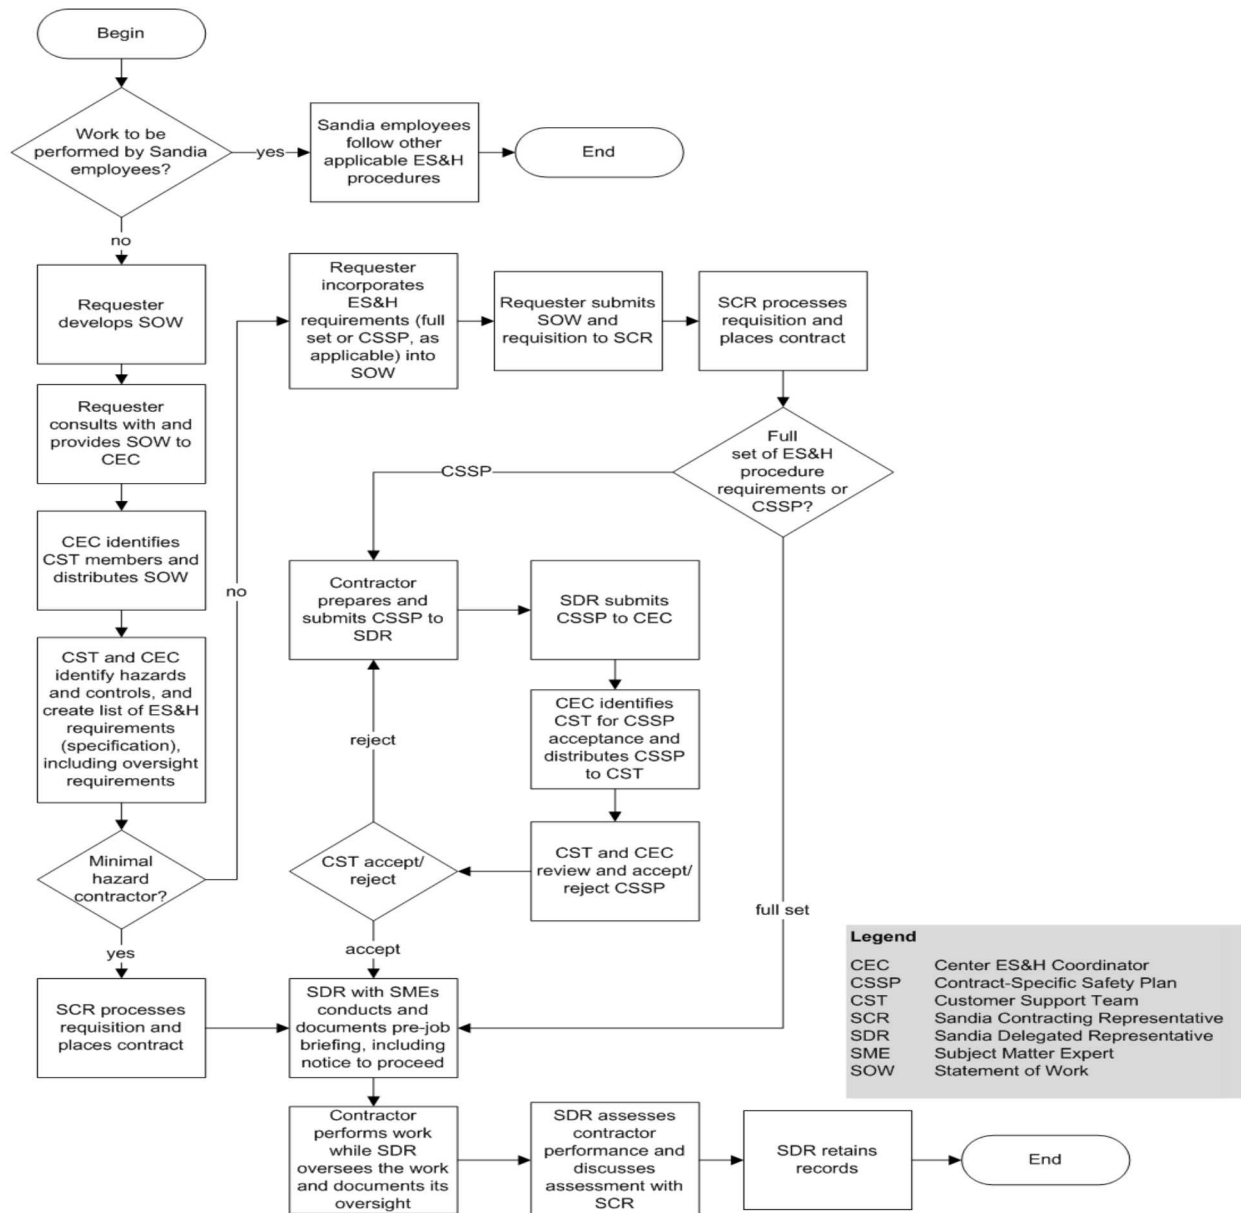 Begin
Work to be
performed by Sandia
employees?
yes
Sandia employees
follow other
applicable ES&H
procedures
End
no
Requester
develops SOW
Requester
incorporates
ES&H
requirements (full
set or CSSP, as
applicable) into
SOW
Requester submits
SOW and
requisition to SCR
SCR processes
requisition and
places contract
Requester
consults with and
provides SOW to
CEC
Full
set of ES&H
procedure
requirements or
CSSP?
CSSP
CEC identifies
CST members and
distributes SOW
no
Contractor
prepares and
submits CSSP to
SDR
SDR submits
CSSP to CEC
CST and CEC
identify hazards
and controls, and
create list of ES&H
requirements
(specification),
including oversight
requirements
reject
CEC identifies
CST for CSSP
acceptance and
distributes CSSP
to CST
Minimal
hazard
contractor?
CST accept/
reject
CST and CEC
review and accept/
reject CSSP
full set
yes
accept
SCR processes
requisition and
places contract
SDR with SMEs
conducts and
documents pre-job
briefing, including
notice to proceed
Legend
CEC Center ES&H Coordinator
CSSP Contract-Specific Safety Plan
CST Customer Support Team
SCR Sandia Contracting Representative
SDR Sandia Delegated Representative
SME Subject Matter Expert
SOW Statement of Work
Contractor
performs work
while SDR
oversees the work
and documents its
oversight
SDR assesses
contractor
performance and
discusses
assessment with
SCR
SDR retains
records
End